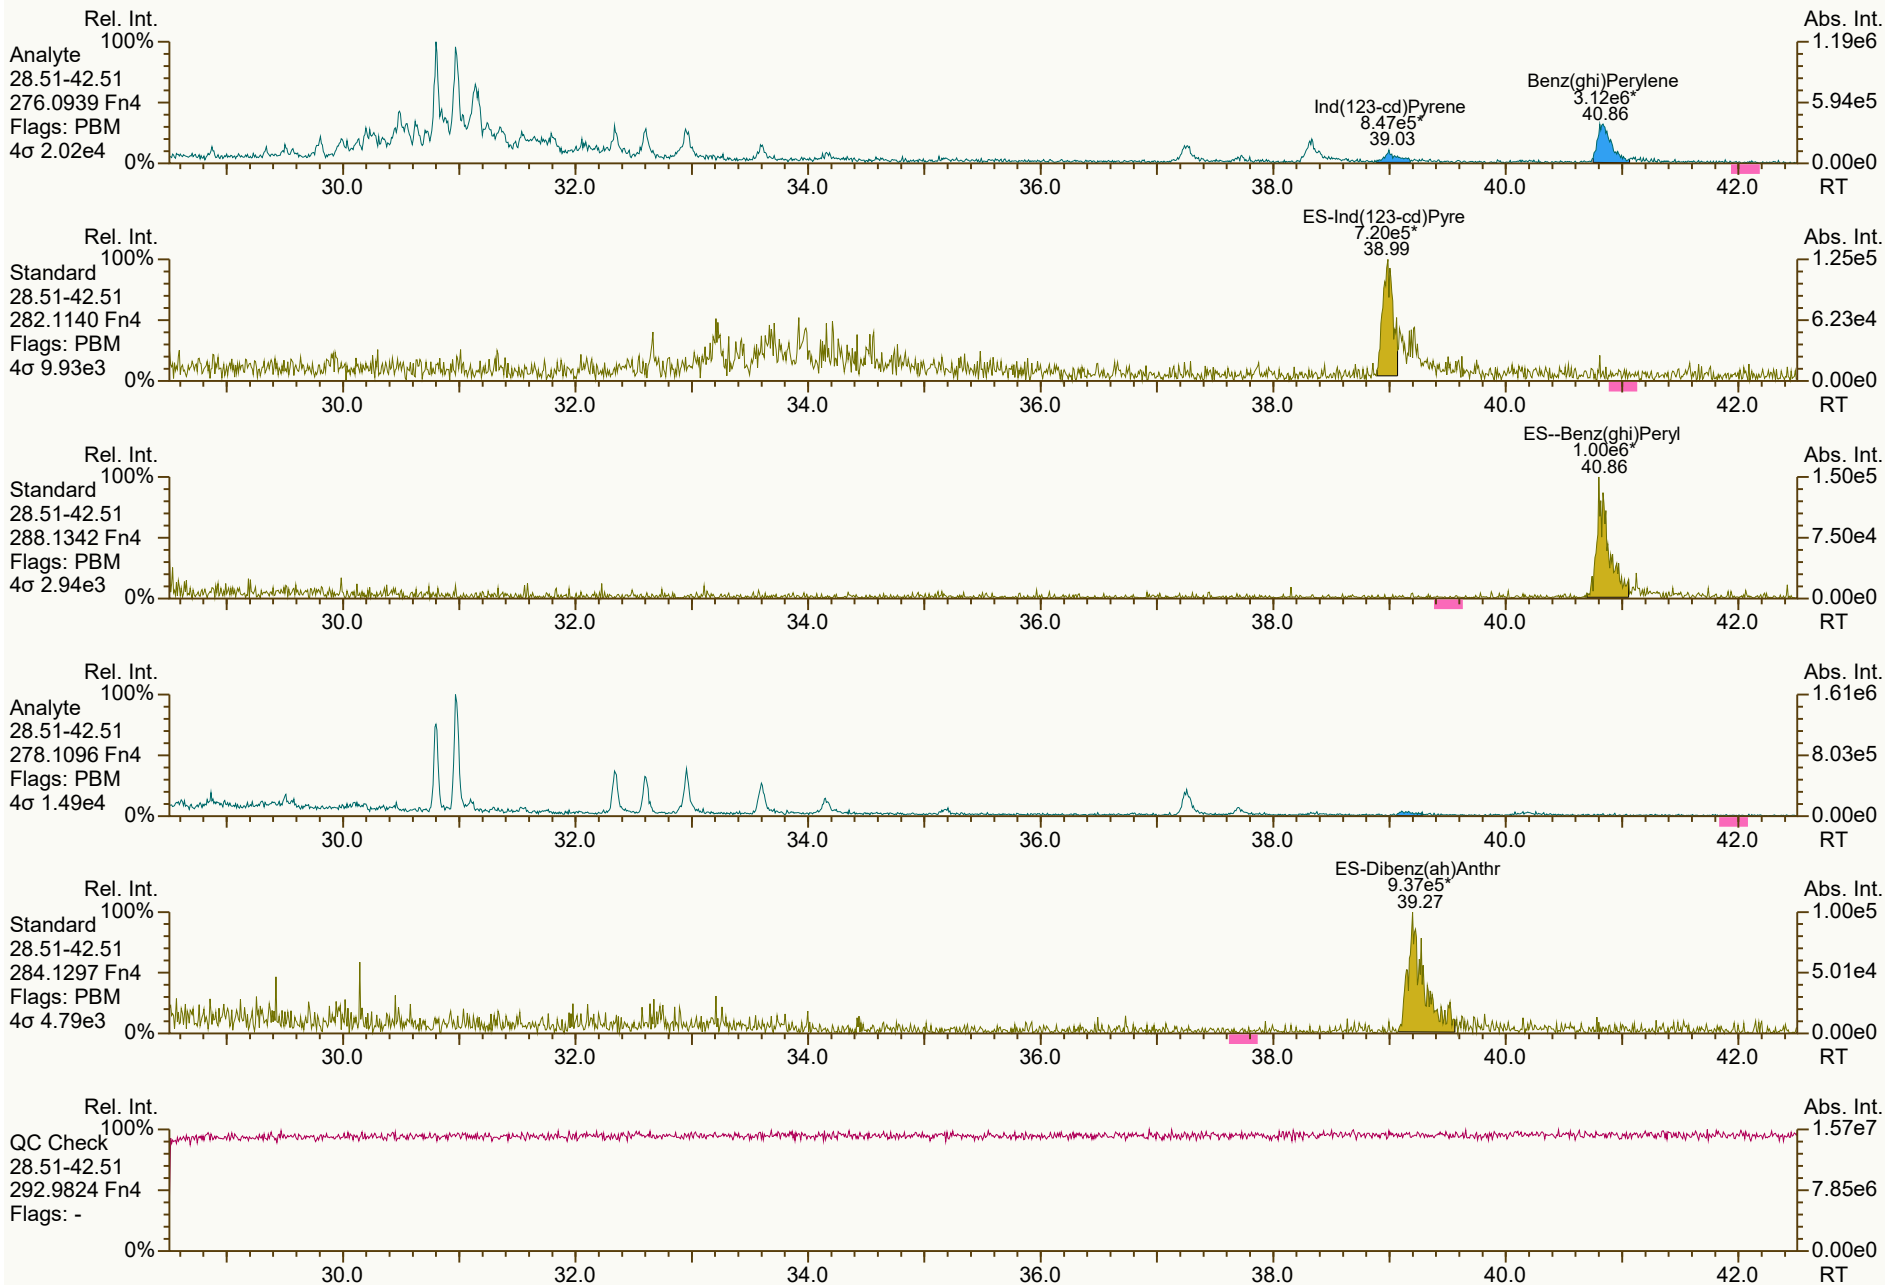 Rel. Int.
Abs. Int.
Analyte
28.51-42.51
276.0939 Fn4
Flags: PBM
4σ 2.02e4
100%
0%
Ind(123-cd)Pyrene
8.47e5*
39.03
Benz(ghi)Perylene
3.12e6*
40.86
1.19e6
5.94e5
0.00e0
30.0 32.0 34.0 36.0 38.0 40.0 42.0 RT
Rel. Int.
Abs. Int.
Standard
28.51-42.51
282.1140 Fn4
Flags: PBM
4σ 9.93e3
100%
0%
ES-Ind(123-cd)Pyre
7.20e5*
38.99
1.25e5
6.23e4
0.00e0
30.0 32.0 34.0 36.0 38.0 40.0 42.0 RT
Rel. Int.
Abs. Int.
Standard
28.51-42.51
288.1342 Fn4
Flags: PBM
4σ 2.94e3
100%
0%
ES--Benz(ghi)Peryl
1.00e6*
40.86
1.50e5
7.50e4
0.00e0
30.0 32.0 34.0 36.0 38.0 40.0 42.0 RT
Rel. Int.
Abs. Int.
Analyte
28.51-42.51
278.1096 Fn4
Flags: PBM
4σ 1.49e4
100%
0%
1.61e6
8.03e5
0.00e0
30.0 32.0 34.0 36.0 38.0 40.0 42.0 RT
Rel. Int.
Abs. Int.
Standard
28.51-42.51
284.1297 Fn4
Flags: PBM
4σ 4.79e3
100%
0%
ES-Dibenz(ah)Anthr
9.37e5*
39.27
1.00e5
5.01e4
0.00e0
30.0 32.0 34.0 36.0 38.0 40.0 42.0 RT
Rel. Int.
Abs. Int.
QC Check
28.51-42.51
292.9824 Fn4
Flags: -
100%
0%
1.57e7
7.85e6
0.00e0
30.0 32.0 34.0 36.0 38.0 40.0 42.0 RT